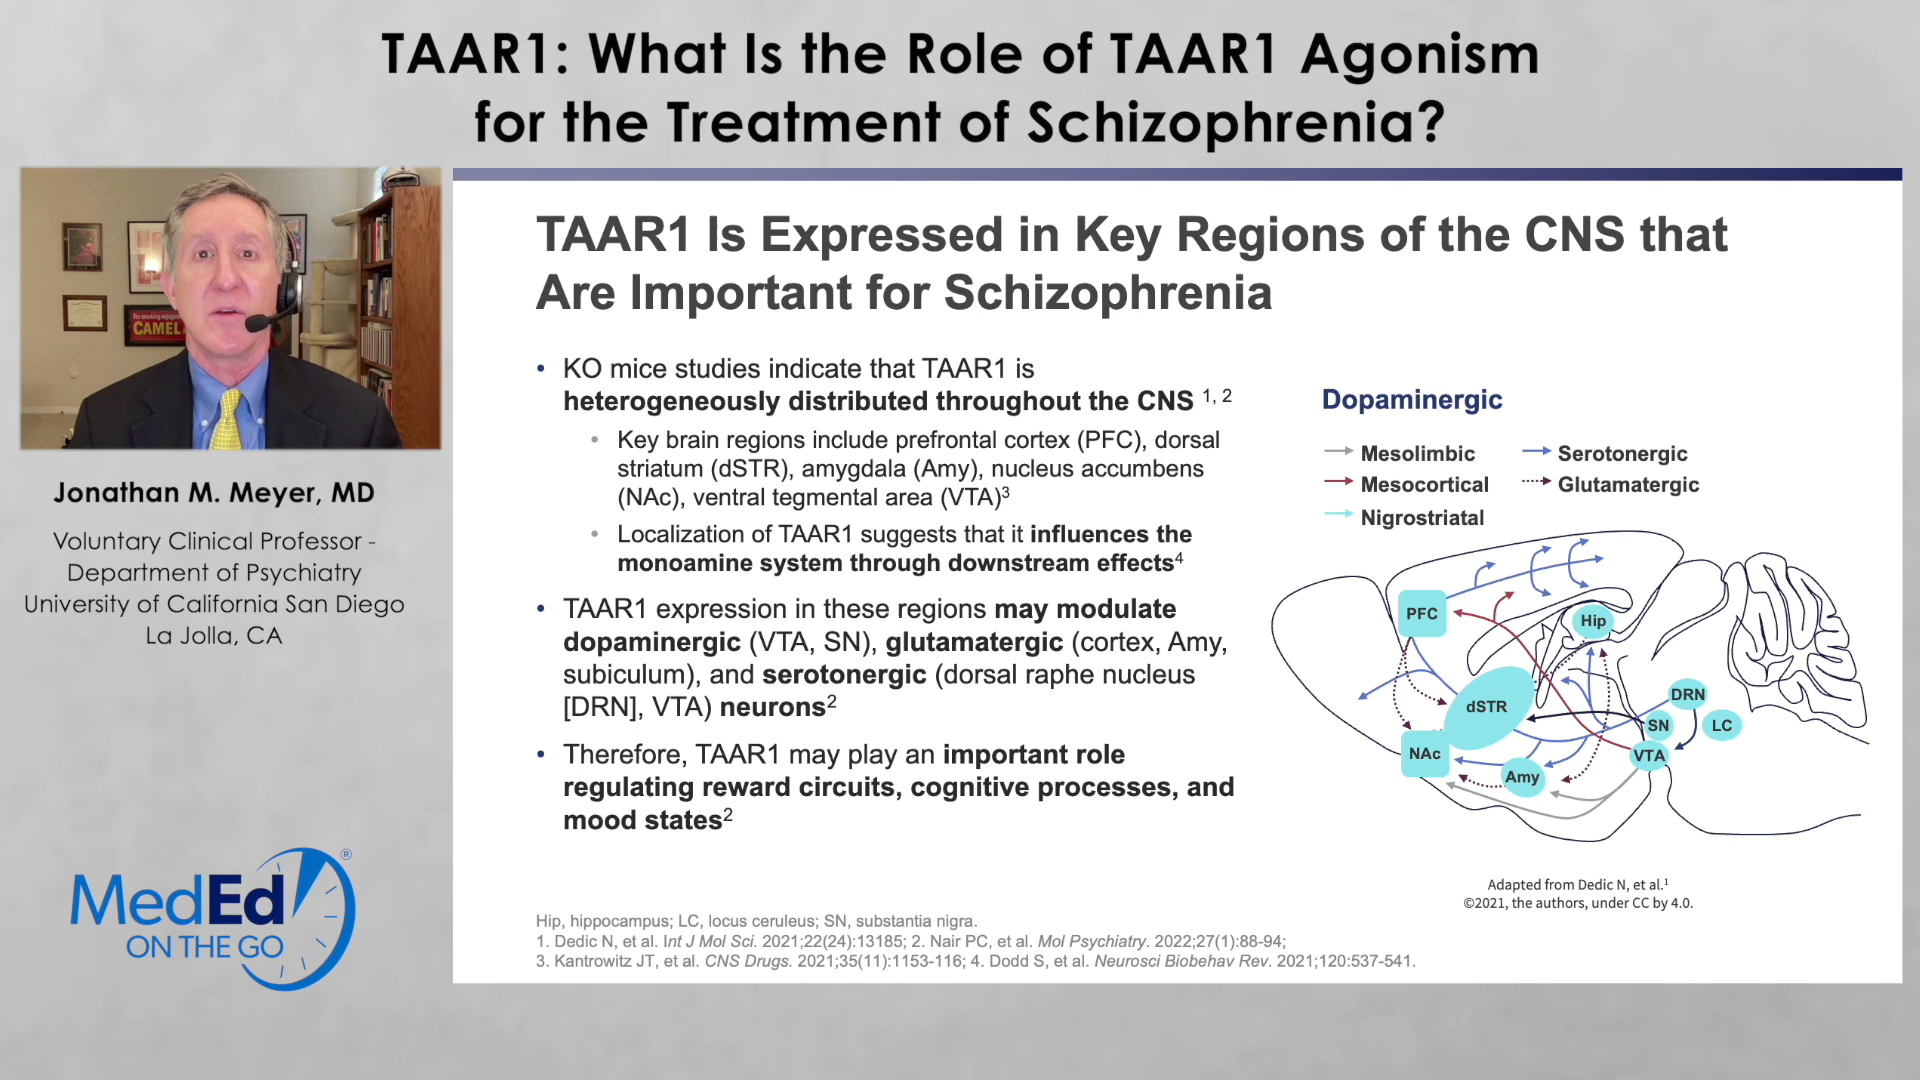 TAAR1: What Is the Role of TAAR1 Agonism
for the Treatment of Schizophrenia?
For smoking enjoyment
CAMEL
Jonathan M. Meyer, MD
Voluntary Clinical Professor -
Department of Psychiatry
University of California San Diego
La Jolla, CA
MedEd®
ON THE GO
TAAR1 Is Expressed in Key Regions of the CNS that
Are Important for Schizophrenia
• KO mice studies indicate that TAAR1 is
heterogeneously distributed throughout the CNS 1, 2
• Key brain regions include prefrontal cortex (PFC), dorsal
striatum (dSTR), amygdala (Amy), nucleus accumbens
(NAc), ventral tegmental area (VTA)3
• Localization of TAAR1 suggests that it influences the
monoamine system through downstream effects4
• TAAR1 expression in these regions may modulate
dopaminergic (VTA, SN), glutamatergic (cortex, Amy,
subiculum), and serotonergic (dorsal raphe nucleus
[DRN], VTA) neurons2
• Therefore, TAAR1 may play an important role
regulating reward circuits, cognitive processes, and
mood states2
Dopaminergic
Mesolimbic
Mesocortical
Nigrostriatal
Serotonergic
Glutamatergic
PFC
Hip
dSTR
DRN
SN
LC
NAc
VTA
Amy
Adapted from Dedic N, et al.1
©2021, the authors, under CC by 4.0.
Hip, hippocampus; LC, locus ceruleus; SN, substantia nigra.
1. Dedic N, et al. Int J Mol Sci. 2021;22(24):13185; 2. Nair PC, et al. Mol Psychiatry. 2022;27(1):88-94;
3. Kantrowitz JT, et al. CNS Drugs. 2021;35(11):1153-116; 4. Dodd S, et al. Neurosci Biobehav Rev. 2021;120:537-541.